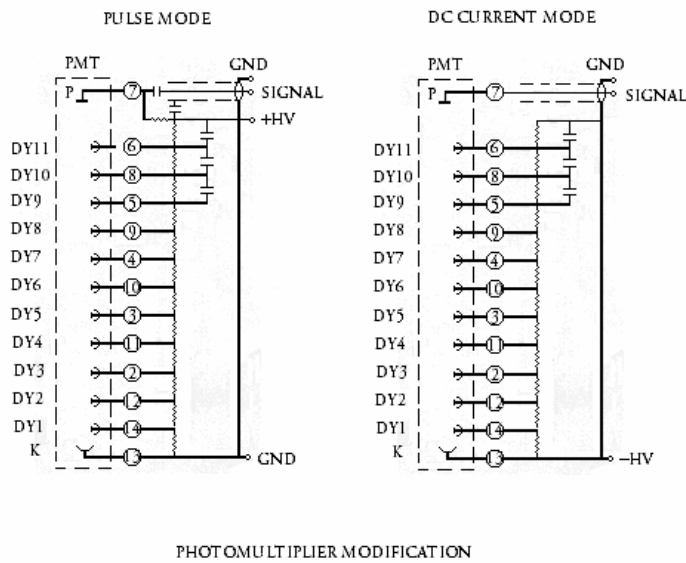 PULSE MODE
DC CURRENT MODE
PMT
GND
P
7
SIGNAL
+HV
DY11
6
DY10
8
DY9
5
DY8
9
DY7
4
DY6
10
DY5
3
DY4
11
DY3
2
DY2
12
DY1
14
K
13
GND
PMT
GND
P
7
SIGNAL
DY11
6
DY10
8
DY9
5
DY8
9
DY7
4
DY6
10
DY5
3
DY4
11
DY3
2
DY2
12
DY1
14
K
13
-HV
PHOTOMULTIPLIER MODIFICATION